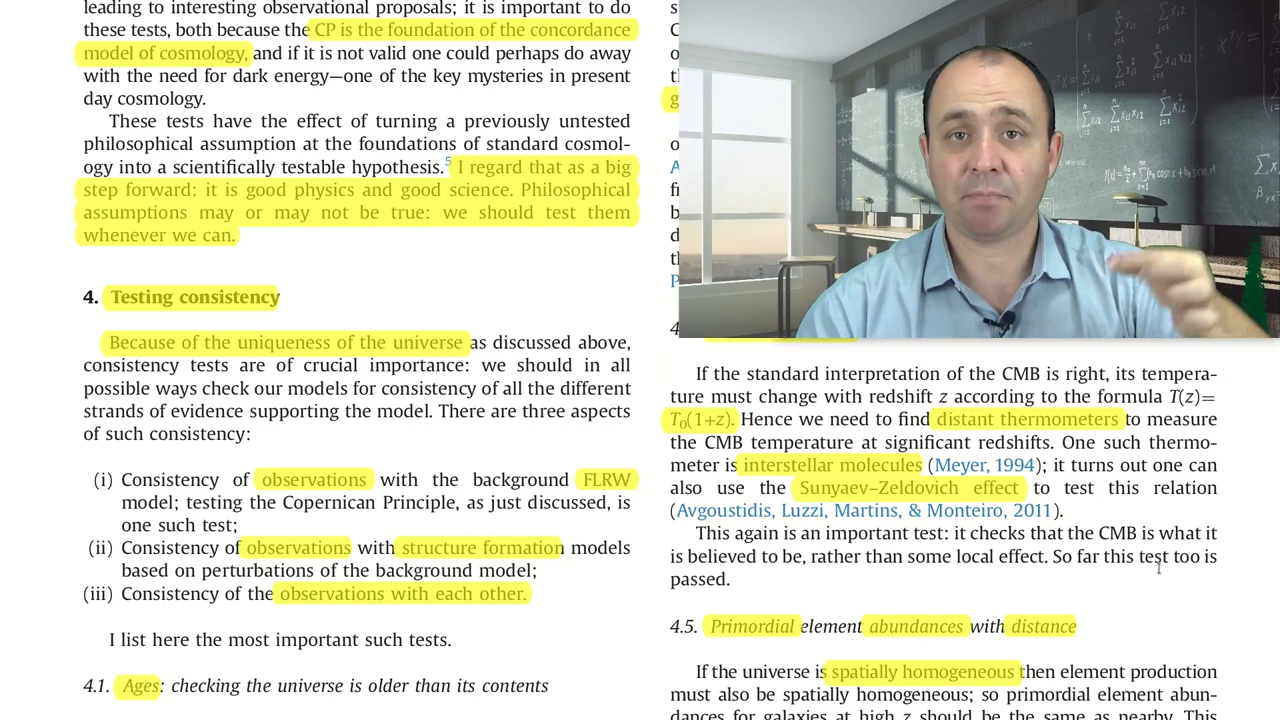 leading to interesting observational proposals; it is important to do
these tests, both because the CP is the foundation of the concordance
model of cosmology, and if it is not valid one could perhaps do away
with the need for dark energy—one of the key mysteries in present
day cosmology.
These tests have the effect of turning a previously untested
philosophical assumption at the foundations of standard cosmol-
ogy into a scientifically testable hypothesis.5 I regard that as a big
step forward: it is good physics and good science. Philosophical
assumptions may or may not be true: we should test them
whenever we can.
4. Testing consistency
Because of the uniqueness of the universe as discussed above,
consistency tests are of crucial importance: we should in all
possible ways check our models for consistency of all the different
strands of evidence supporting the model. There are three aspects
of such consistency:
(i) Consistency of observations with the background FLRW
model; testing the Copernican Principle, as just discussed, is
one such test;
(ii) Consistency of observations with structure formation models
based on perturbations of the background model;
(iii) Consistency of the observations with each other.
I list here the most important such tests.
4.1. Ages: checking the universe is older than its contents
If the standard interpretation of the CMB is right, its tempera-
ture must change with redshift z according to the formula T(z)=
T0(1+z). Hence we need to find distant thermometers to measure
the CMB temperature at significant redshifts. One such thermo-
meter is interstellar molecules (Meyer, 1994); it turns out one can
also use the Sunyaev–Zeldovich effect to test this relation
(Avgoustidis, Luzzi, Martins, & Monteiro, 2011).
This again is an important test: it checks that the CMB is what it
is believed to be, rather than some local effect. So far this test too is
passed.
4.5. Primordial element abundances with distance
If the universe is spatially homogeneous then element production
must also be spatially homogeneous; so primordial element abun-
dances for galaxies at high z should be the same as nearby. This